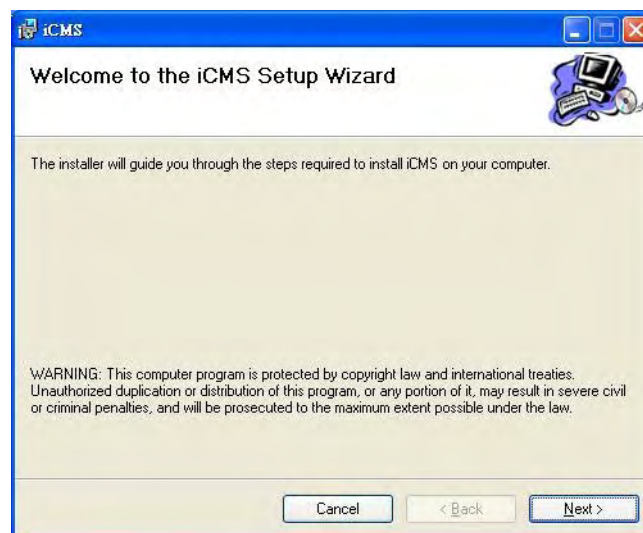 iCMS
Welcome to the iCMS Setup Wizard
The installer will guide you through the steps required to install iCMS on your computer.
WARNING: This computer program is protected by copyright law and international treaties.
Unauthorized duplication or distribution of this program, or any portion of it, may result in severe civil
or criminal penalties, and will be prosecuted to the maximum extent possible under the law.
Cancel
< Back
Next >